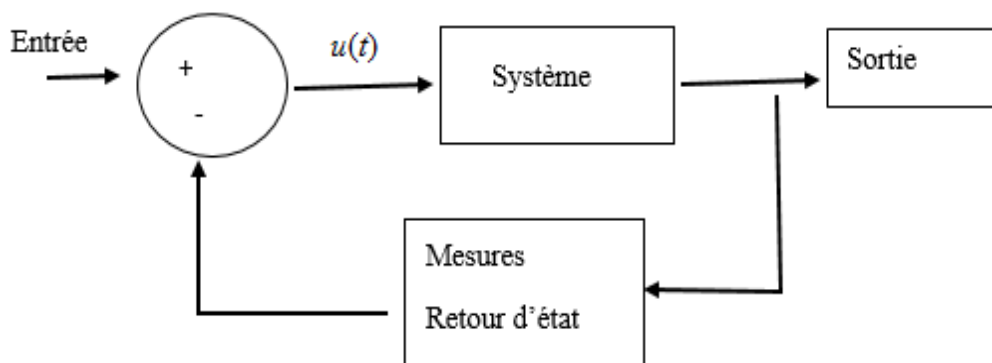 Entrée
+
-
u(t)
Système
Sortie
Mesures
Retour d’état